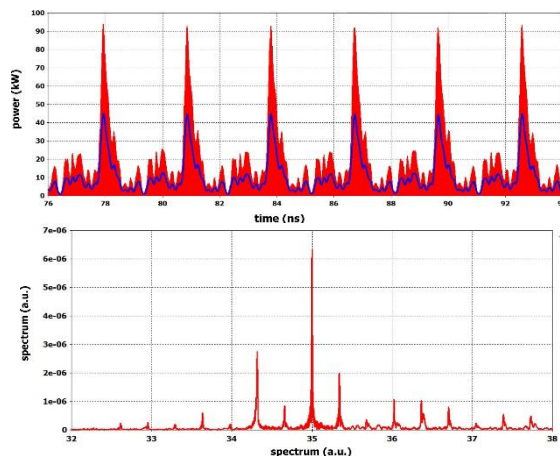 100
90
80
70
60
50
40
30
20
10
0
power (kW)
76 78 80 82 84 86 88 90 92 9
time (ns)
7e-06
6e-06
5e-06
4e-06
3e-06
2e-06
1e-06
0
spectrum (a.u.)
32 33 34 35 36 37 38
spectrum (a.u.)